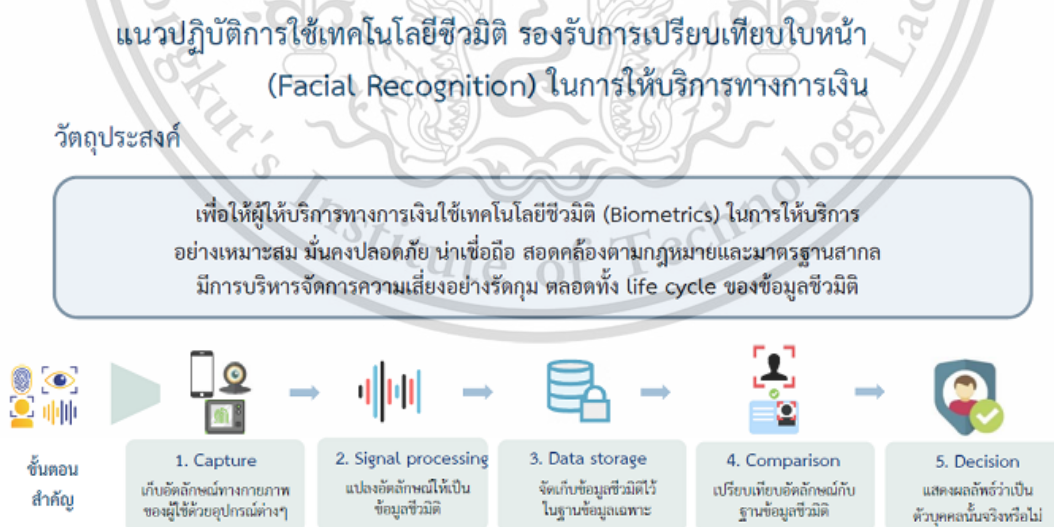 แนวปฏิบัติการใช้เทคโนโลยีชีวมิติ รองรับการเปรียบเทียบใบหน้า
(Facial Recognition) ในการให้บริการทางการเงิน
วัตถุประสงค์
เพื่อให้ผู้ให้บริการทางการเงินใช้เทคโนโลยีชีวมิติ (Biometrics) ในการให้บริการ
อย่างเหมาะสม มั่นคงปลอดภัย น่าเชื่อถือ สอดคล้องตามกฎหมายและมาตรฐานสากล
มีการบริหารจัดการความเสี่ยงอย่างรัดกุม ตลอดทั้ง life cycle ของข้อมูลชีวมิติ
ขั้นตอน
สำคัญ
1. Capture
เก็บอัตลักษณ์ทางกายภาพ
ของผู้ใช้ด้วยอุปกรณ์ต่างๆ
2. Signal processing
แปลงอัตลักษณ์ให้เป็น
ข้อมูลชีวมิติ
3. Data storage
จัดเก็บข้อมูลชีวมิติไว้
ในฐานข้อมูลเฉพาะ
4. Comparison
เปรียบเทียบอัตลักษณ์กับ
ฐานข้อมูลชีวมิติ
5. Decision
แสดงผลลัพธ์ว่าเป็น
ตัวบุคคลนั้นจริงหรือไม่
gkut's Institute of Technology La